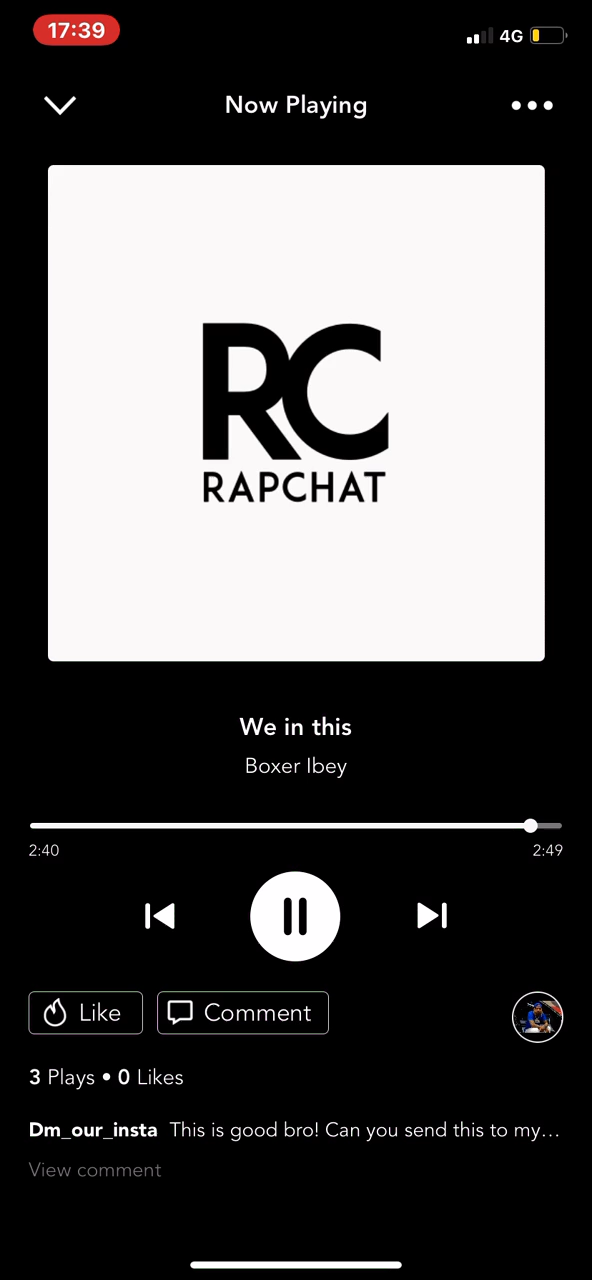 17:39
4G
Now Playing
RC
RAPCHAT
We in this
Boxer Ibey
2:40
2:49
Like
Comment
3 Plays • 0 Likes
Dm_our_insta This is good bro! Can you send this to my...
View comment